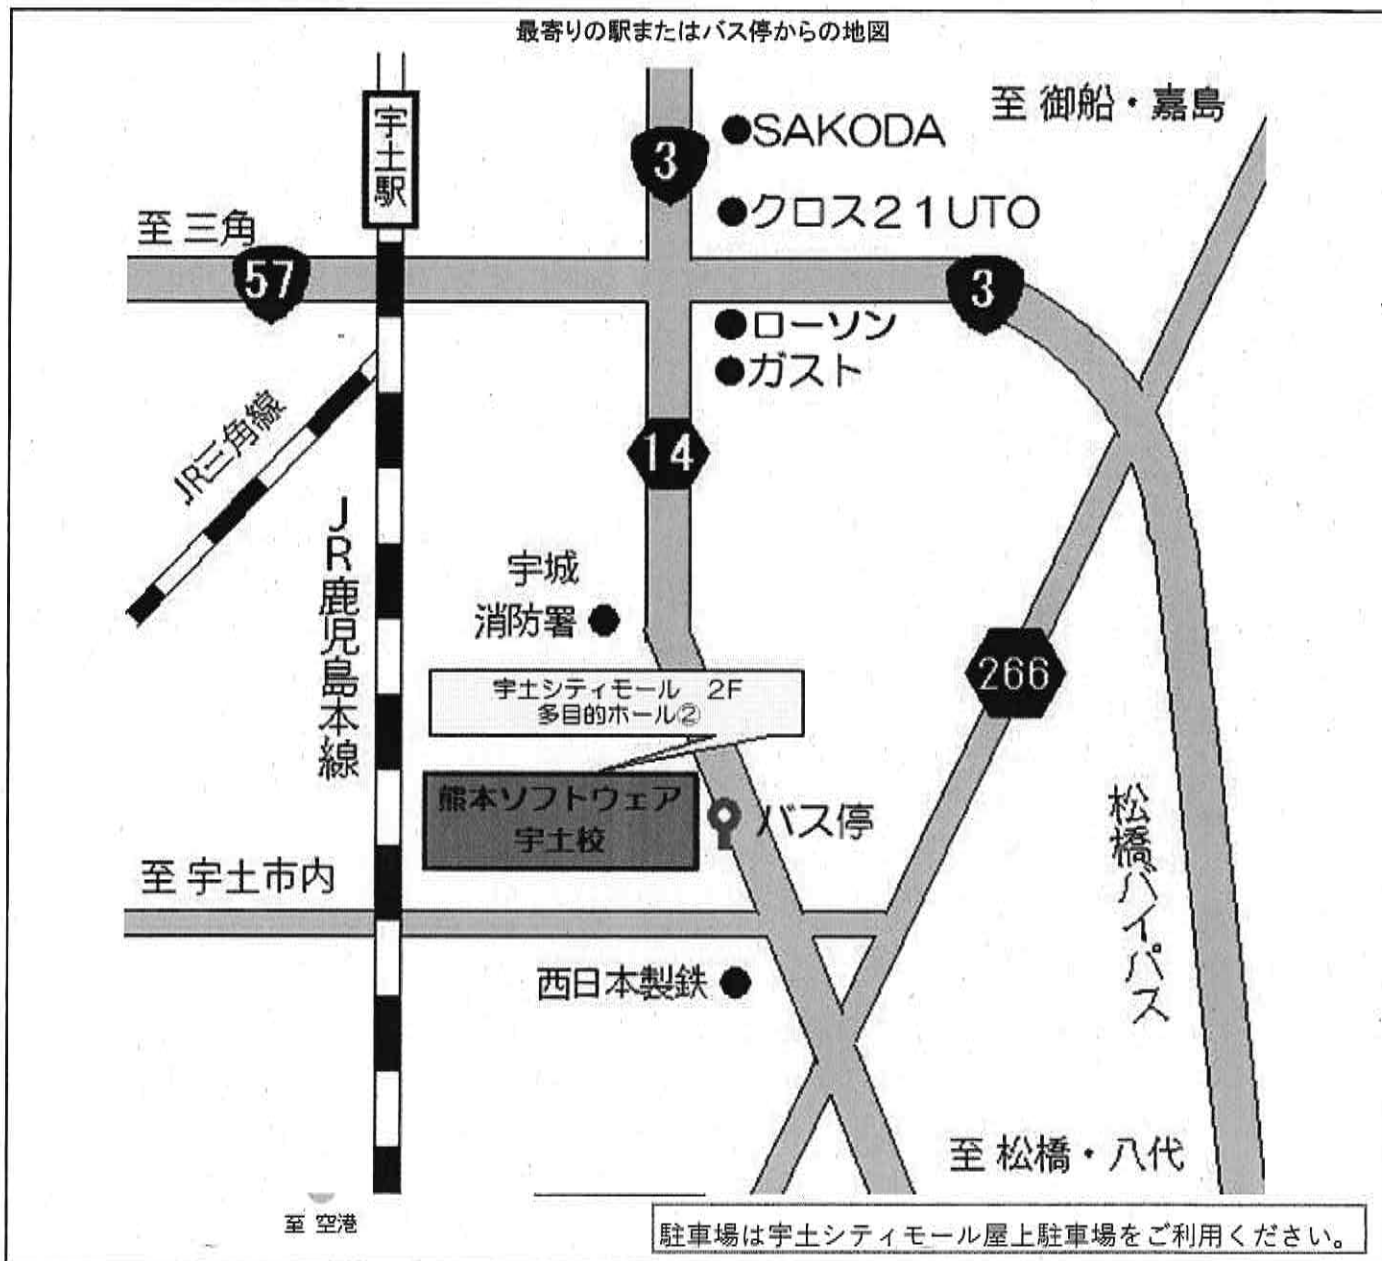 最寄りの駅またはバス停からの地図
宇土駅
3
SAKODA
至 御船・嘉島
クロス21UTO
至 三角
57
3
ローソン
ガスト
JR三角線
14
JR鹿児島本線
宇城
消防署
266
宇土シティモール 2F
多目的ホール②
熊本ソフトウェア
宇土校
バス停
松橋バイパス
至 宇土市内
西日本製鉄
至 松橋・八代
至 空港
駐車場は宇土シティモール屋上駐車場をご利用ください。